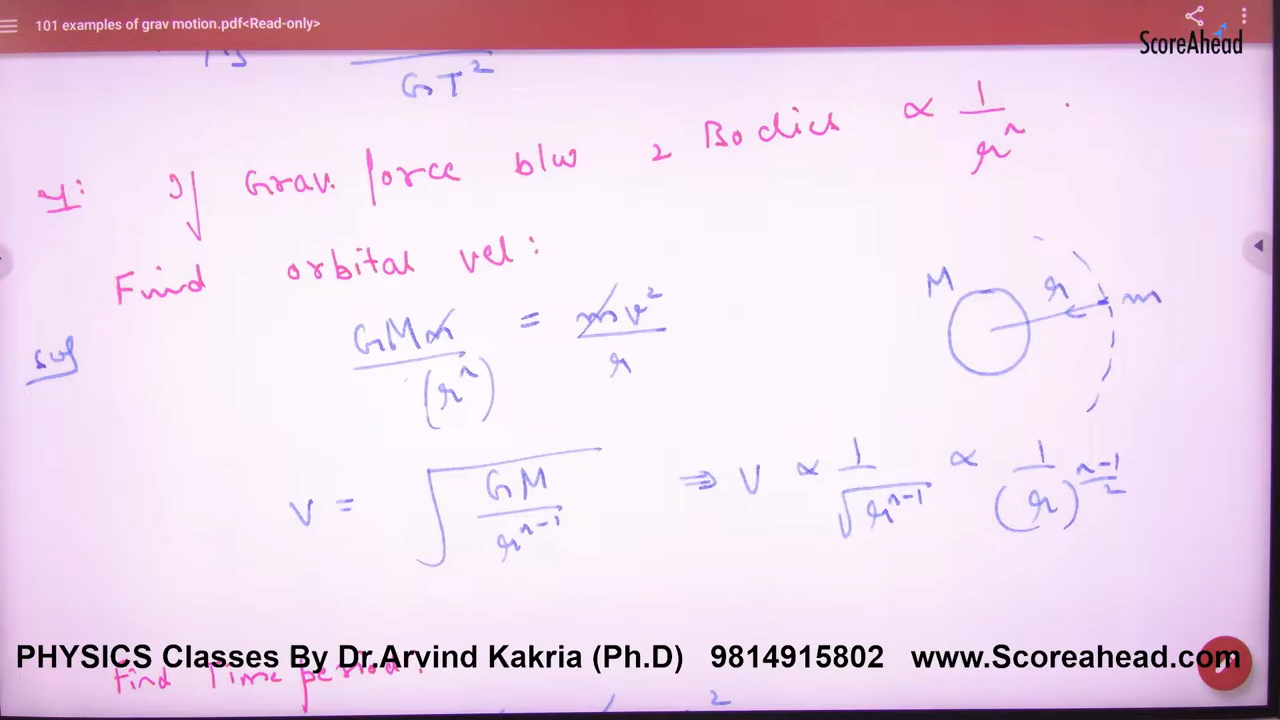 101 examples of grav motion.pdf<Read-only>
ScoreAhead
GT²
If Grav. force b/w 2 Bodies ∝ 1/rⁿ .
Find orbital vel:
Sol
GMm/(rⁿ) = mv²/r
M r m
v = √(GM/rⁿ⁻¹) ⇒ V ∝ 1/√(rⁿ⁻¹) ∝ 1/(r)^((n-1)/2)
PHYSICS Classes By Dr.Arvind Kakria (Ph.D) 9814915802 www.Scoreahead.com
Find Time period